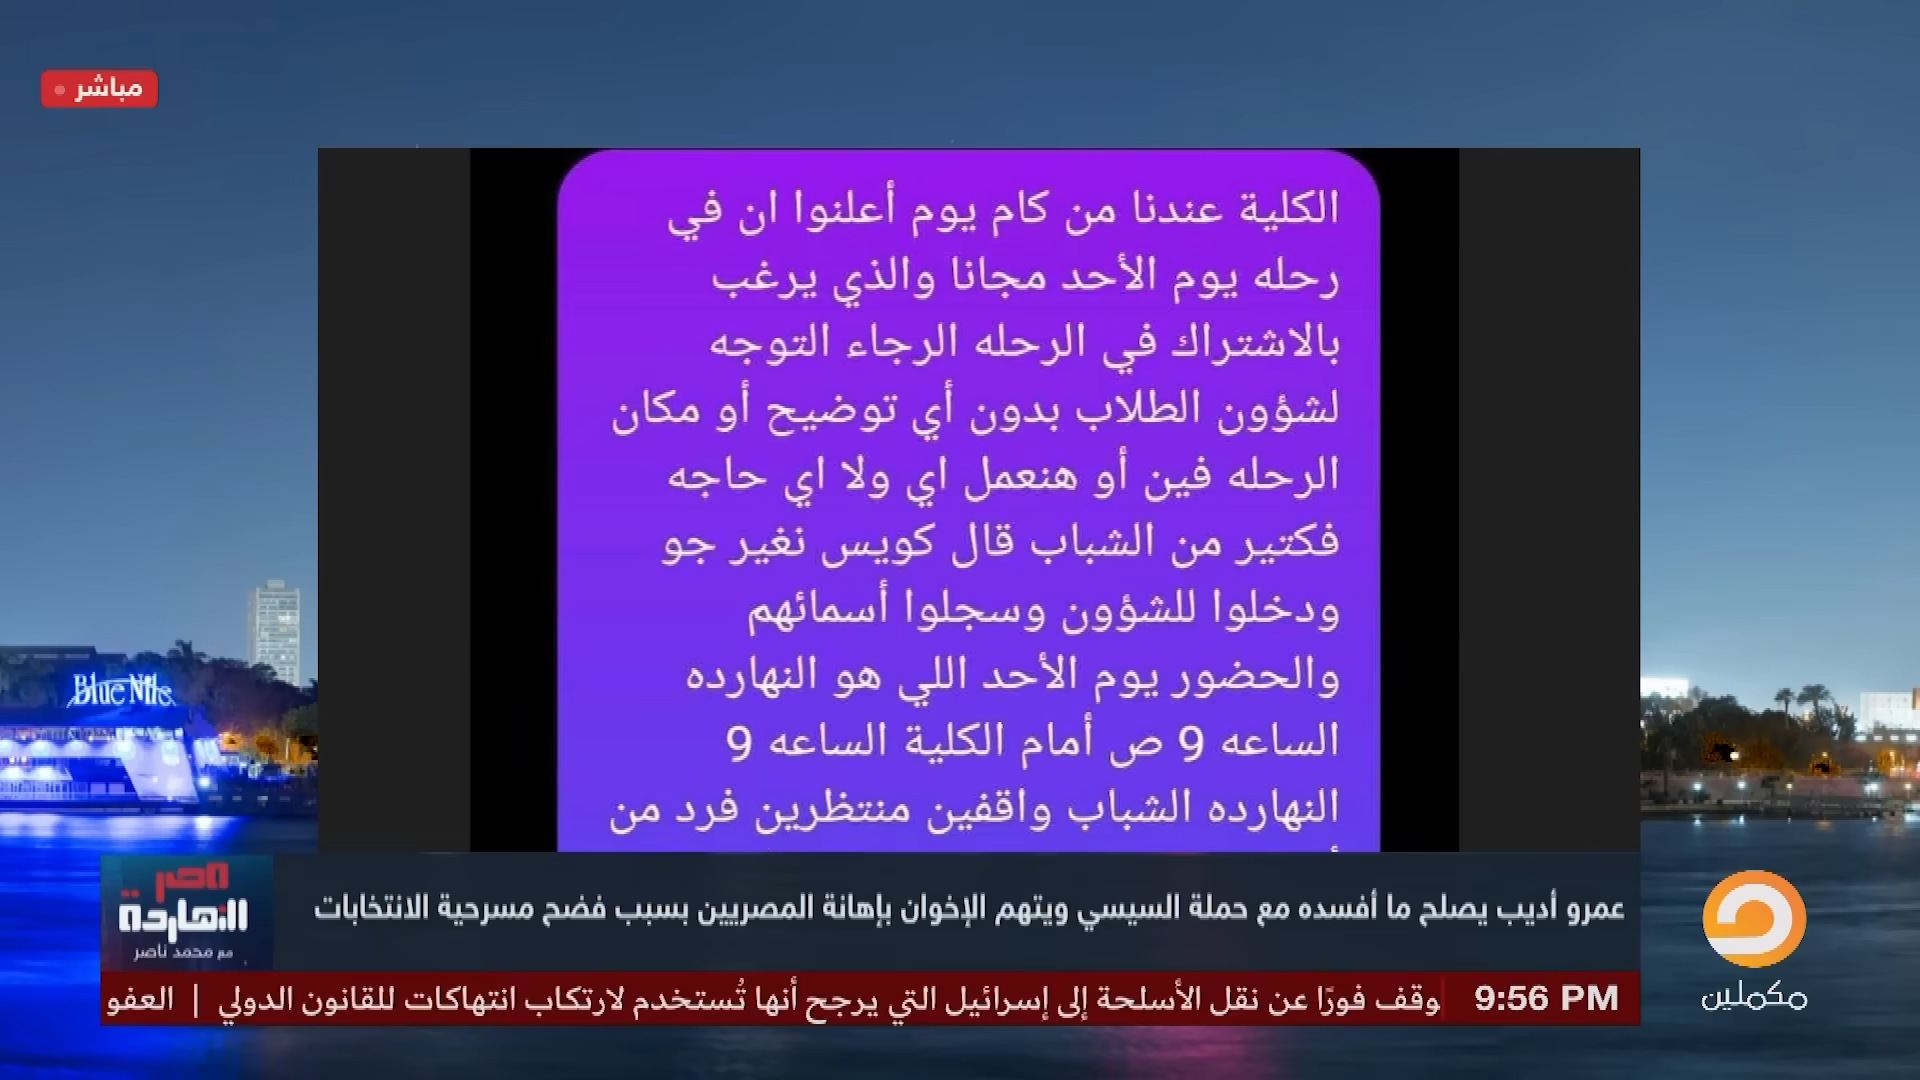 مباشر
الكلية عندنا من كام يوم أعلنوا ان في
رحله يوم الأحد مجانا والذي يرغب
بالاشتراك في الرحله الرجاء التوجه
لشؤون الطلاب بدون أي توضيح أو مكان
الرحله فين أو هنعمل اي ولا اي حاجه
فكتير من الشباب قال كويس نغير جو
ودخلوا للشؤون وسجلوا أسمائهم
والحضور يوم الأحد اللي هو النهارده
الساعه 9 ص أمام الكلية الساعه 9
النهارده الشباب واقفين منتظرين فرد من
Blue Nile
مصر
النهاردة
مع محمد ناصر
عمرو أديب يصلح ما أفسده مع حملة السيسي ويتهم الإخوان بإهانة المصريين بسبب فضح مسرحية الانتخابات
9:56 PM
وقف فورًا عن نقل الأسلحة إلى إسرائيل التي يرجح أنها تُستخدم لارتكاب انتهاكات للقانون الدولي | العفو
مكملين